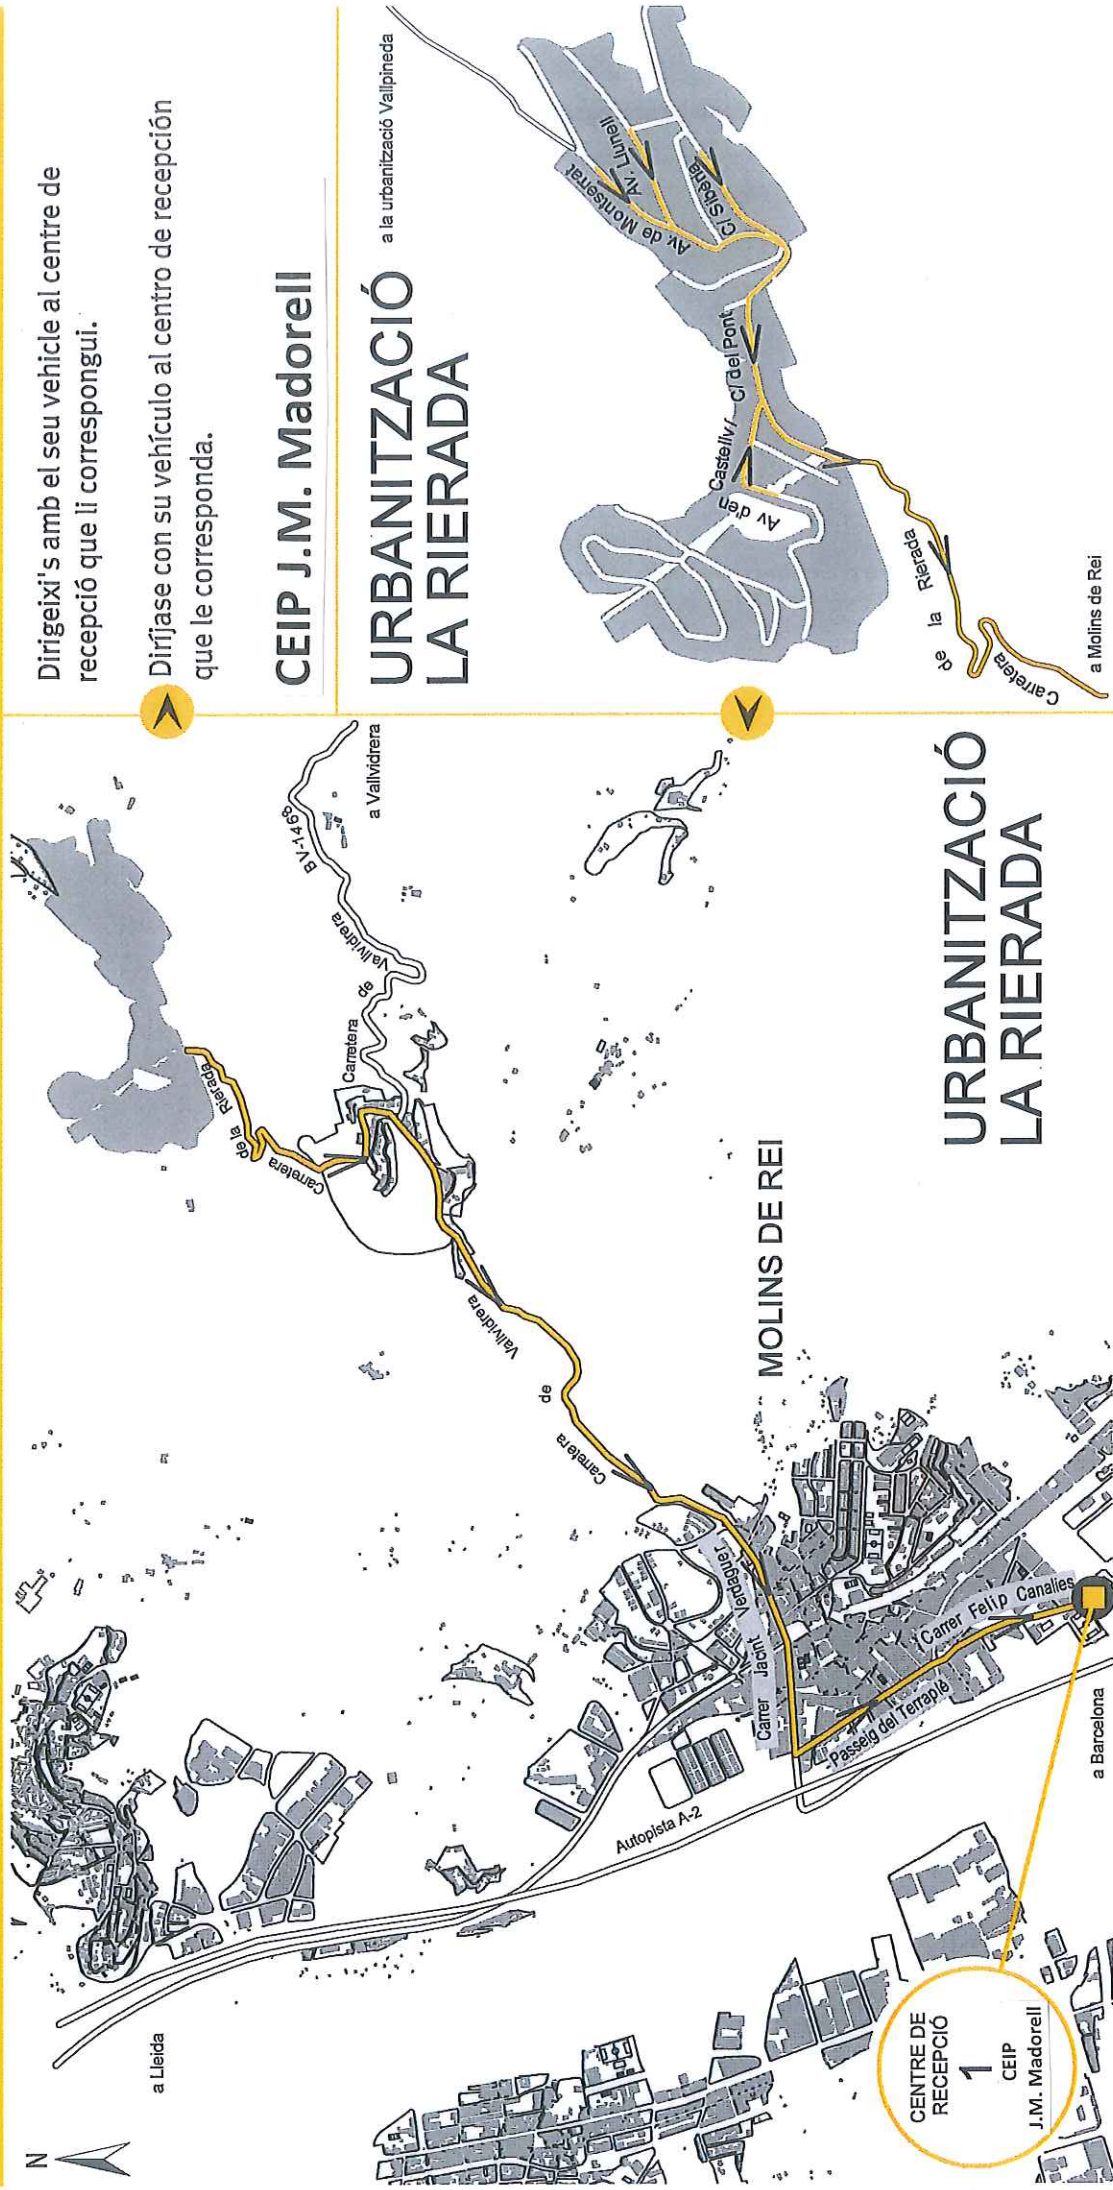 Dirigeixi's amb el seu vehicle al centre de
recepció que li correspongui.
Diríjase con su vehículo al centro de recepción
que le corresponda.
CEIP J.M. Madorell
URBANITZACIÓ
LA RIERADA
a la urbanització Vallpineda
Av. de Montserrat
Av. Llunell
C/ Sibèria
C/ del Pont
Av d'en Castellví
Carretera de la Rierada
a Molins de Rei
N
a Lleida
Autopista A-2
a Barcelona
BV-1468
a Vallvidrera
Carretera de Vallvidrera
Carretera de la Rierada
Carretera de Vallvidrera
MOLINS DE REI
Carrer Jacint Verdaguer
Passeig del Terraplé
Carrer Felip Canalies
URBANITZACIÓ
LA RIERADA
CENTRE DE
RECEPCIÓ
1
CEIP
J.M. Madorell